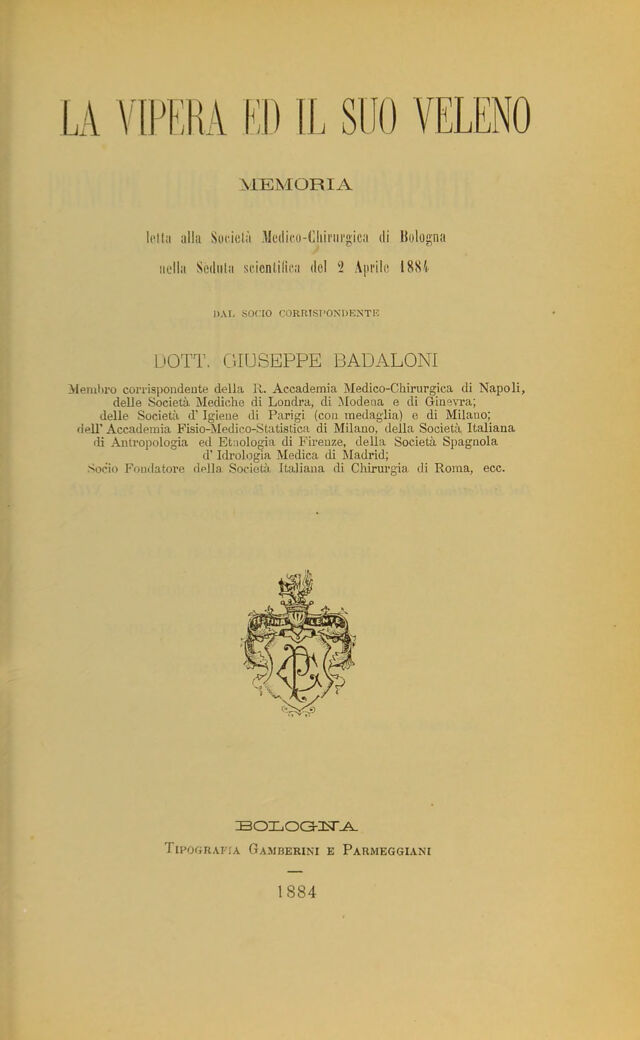 LA VIPERA ED IL SUO VELENO
MEMORIA
letta alla Società Medico-Chirurgica di Bologna
nella Seduta scientifica del 2 Aprile 1884
DAL SOCIO CORRISPONDENTE
DOTT. GIUSEPPE BADALONI
Membro corrispondente della R. Accademia Medico-Chirurgica di Napoli,
delle Società Mediche di Londra, di Modena e di Ginevra;
delle Società d'Igiene di Parigi (con medaglia) e di Milano;
dell'Accademia Fisio-Medico-Statistica di Milano, della Società Italiana
di Antropologia ed Etnologia di Firenze, della Società Spagnola
d'Idrologia Medica di Madrid;
Socio Fondatore della Società Italiana di Chirurgia di Roma, ecc.
FESTINA LENTE
BOLOGNA
TIPOGRAFIA GAMBERINI E PARMEGGIANI
1884